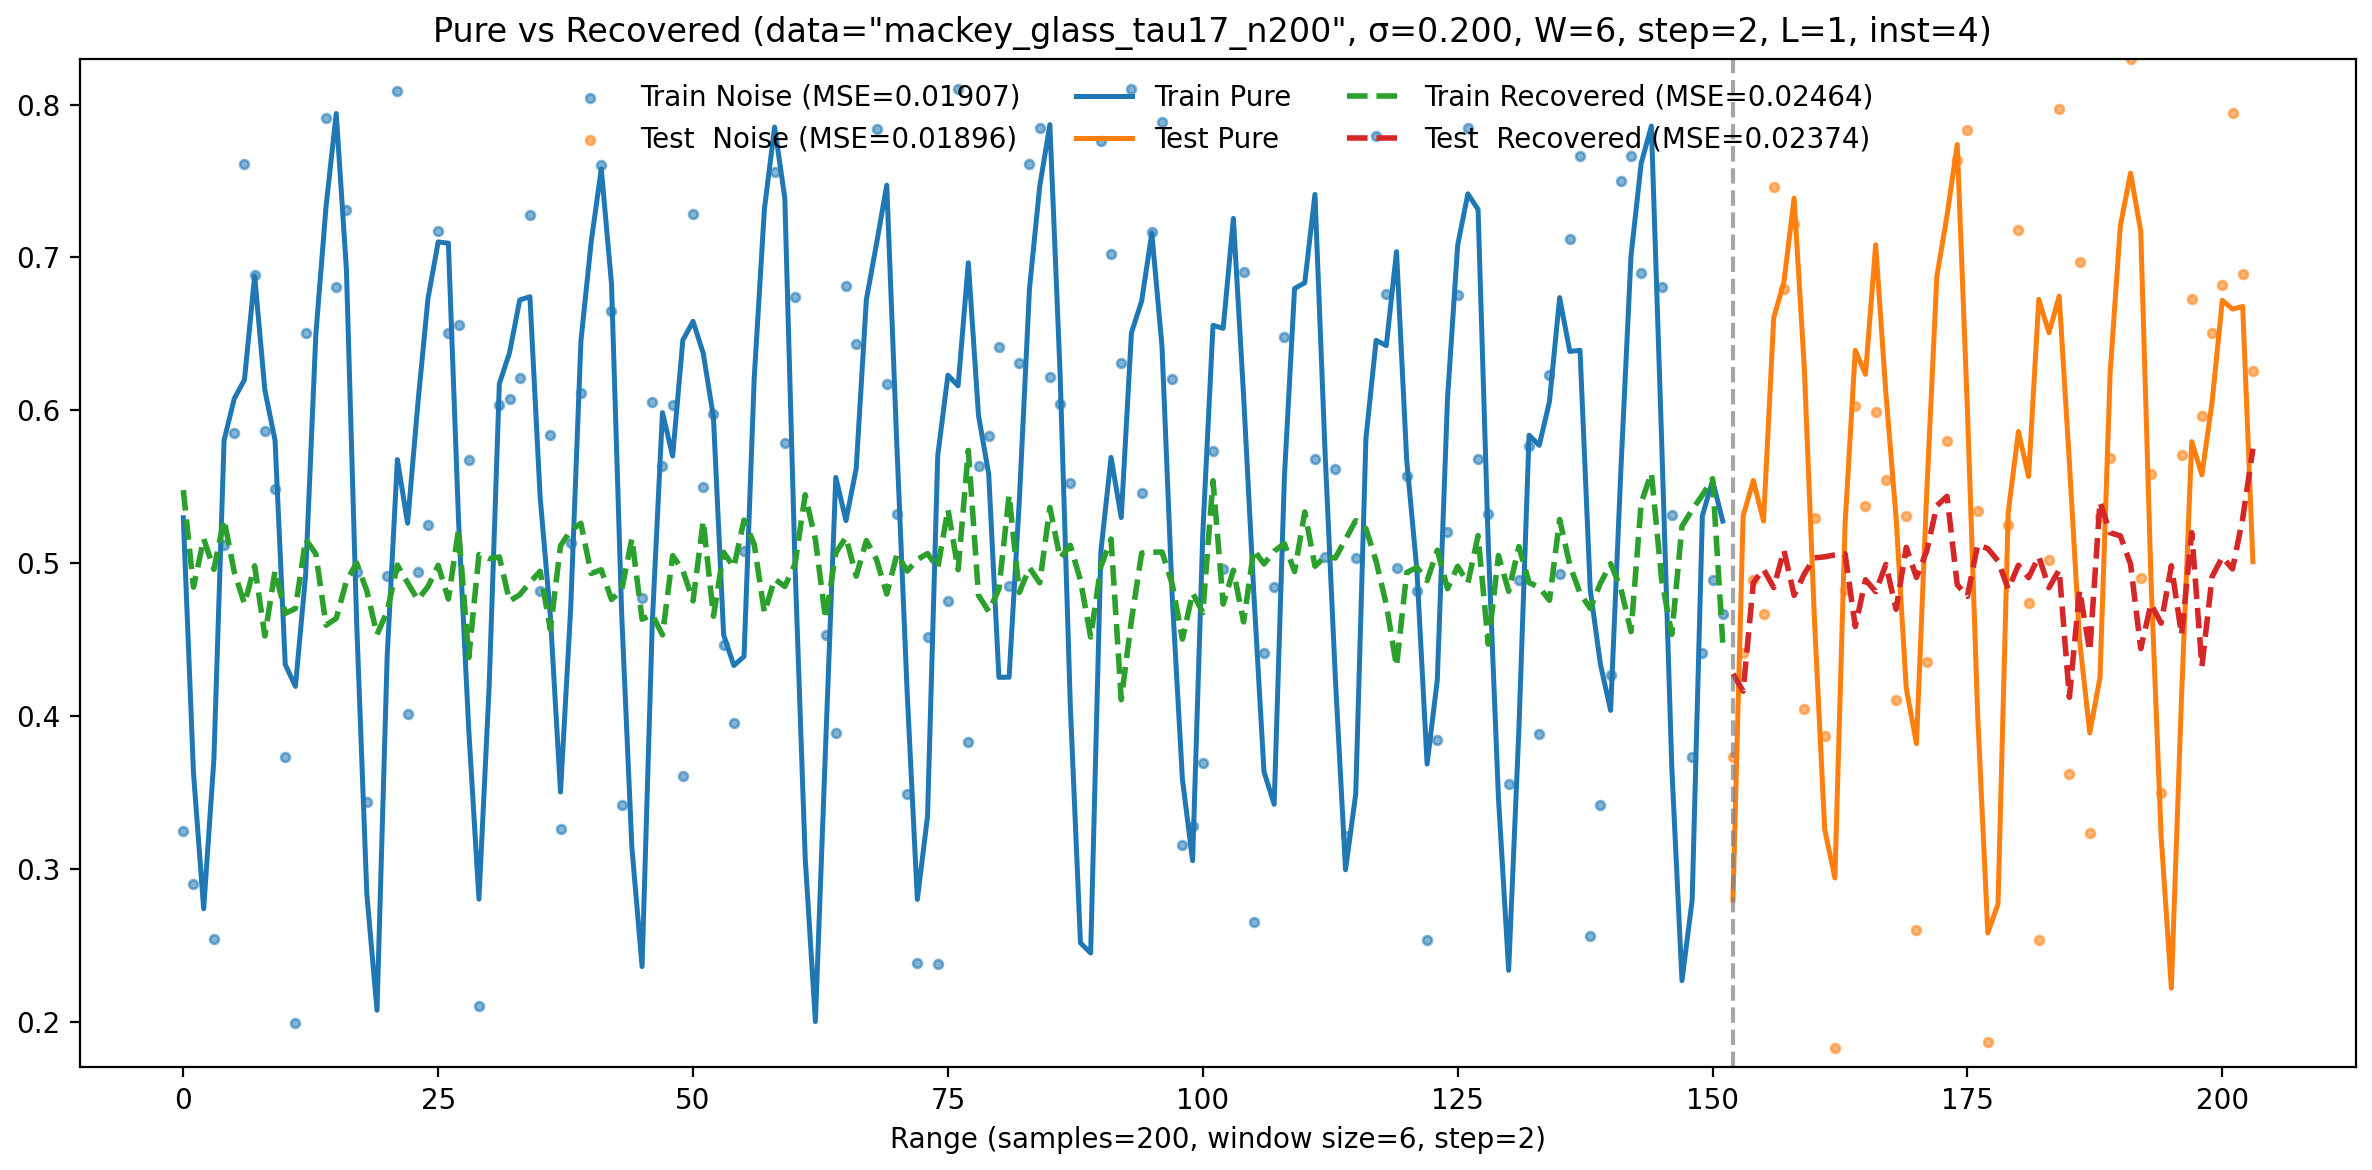 Pure vs Recovered (data="mackey_glass_tau17_n200", σ=0.200, W=6, step=2, L=1, inst=4)
Train Noise (MSE=0.01907)
Test  Noise (MSE=0.01896)
Train Pure
Test Pure
Train Recovered (MSE=0.02464)
Test  Recovered (MSE=0.02374)
0.8
0.7
0.6
0.5
0.4
0.3
0.2
0 25 50 75 100 125 150 175 200
Range (samples=200, window size=6, step=2)